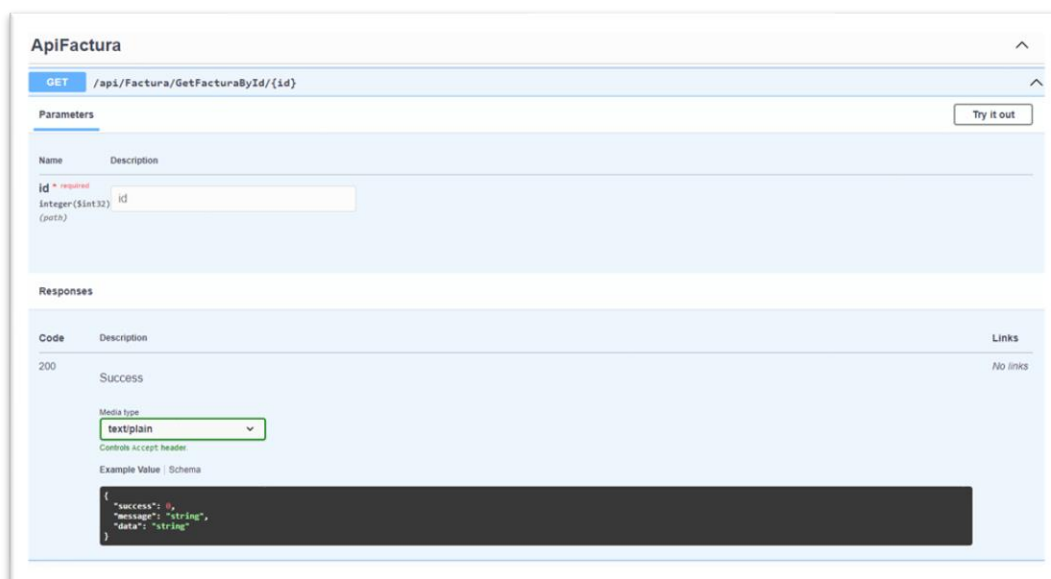 ApiFactura
GET /api/Factura/GetFacturaById/{id}
Parameters
Try it out
Name Description
id * required
integer($int32)
(path)
id
Responses
Code Description Links
200
Success
No links
Media type
text/plain
Controls Accept header.
Example Value | Schema
{
"success": 0,
"message": "string",
"data": "string"
}